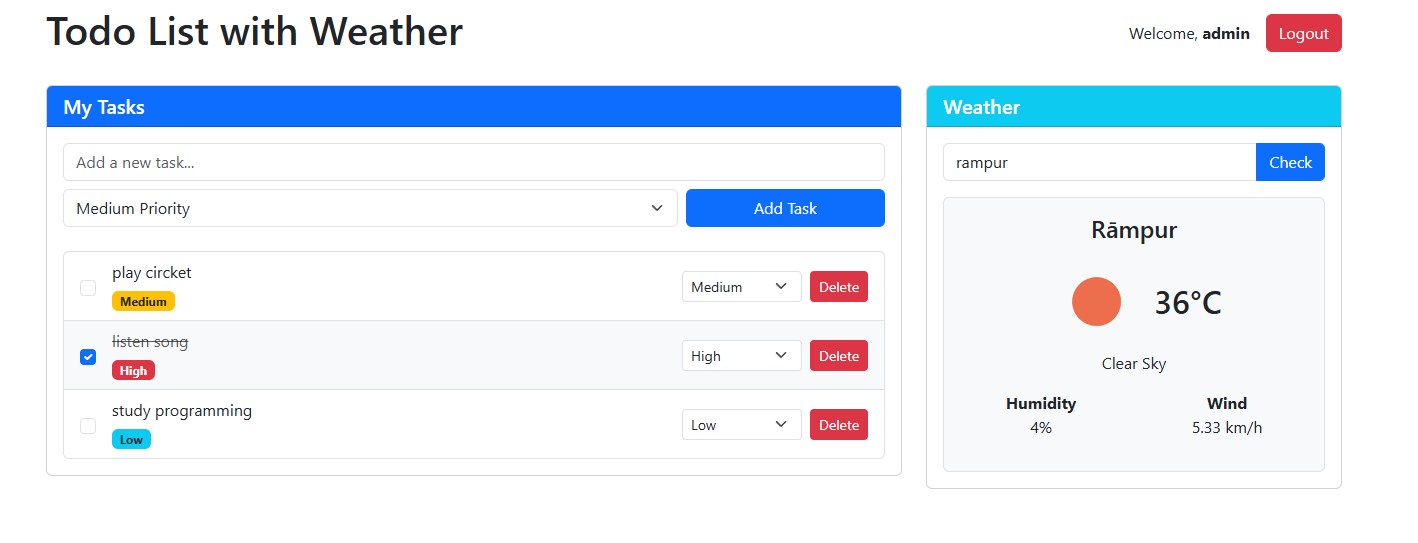 Todo List with Weather
Welcome, admin
Logout
My Tasks
Add a new task...
Medium Priority
Add Task
play circket
Medium
Medium
Delete
listen song
High
High
Delete
study programming
Low
Low
Delete
Weather
rampur
Check
Rāmpur
36°C
Clear Sky
Humidity
Wind
4%
5.33 km/h